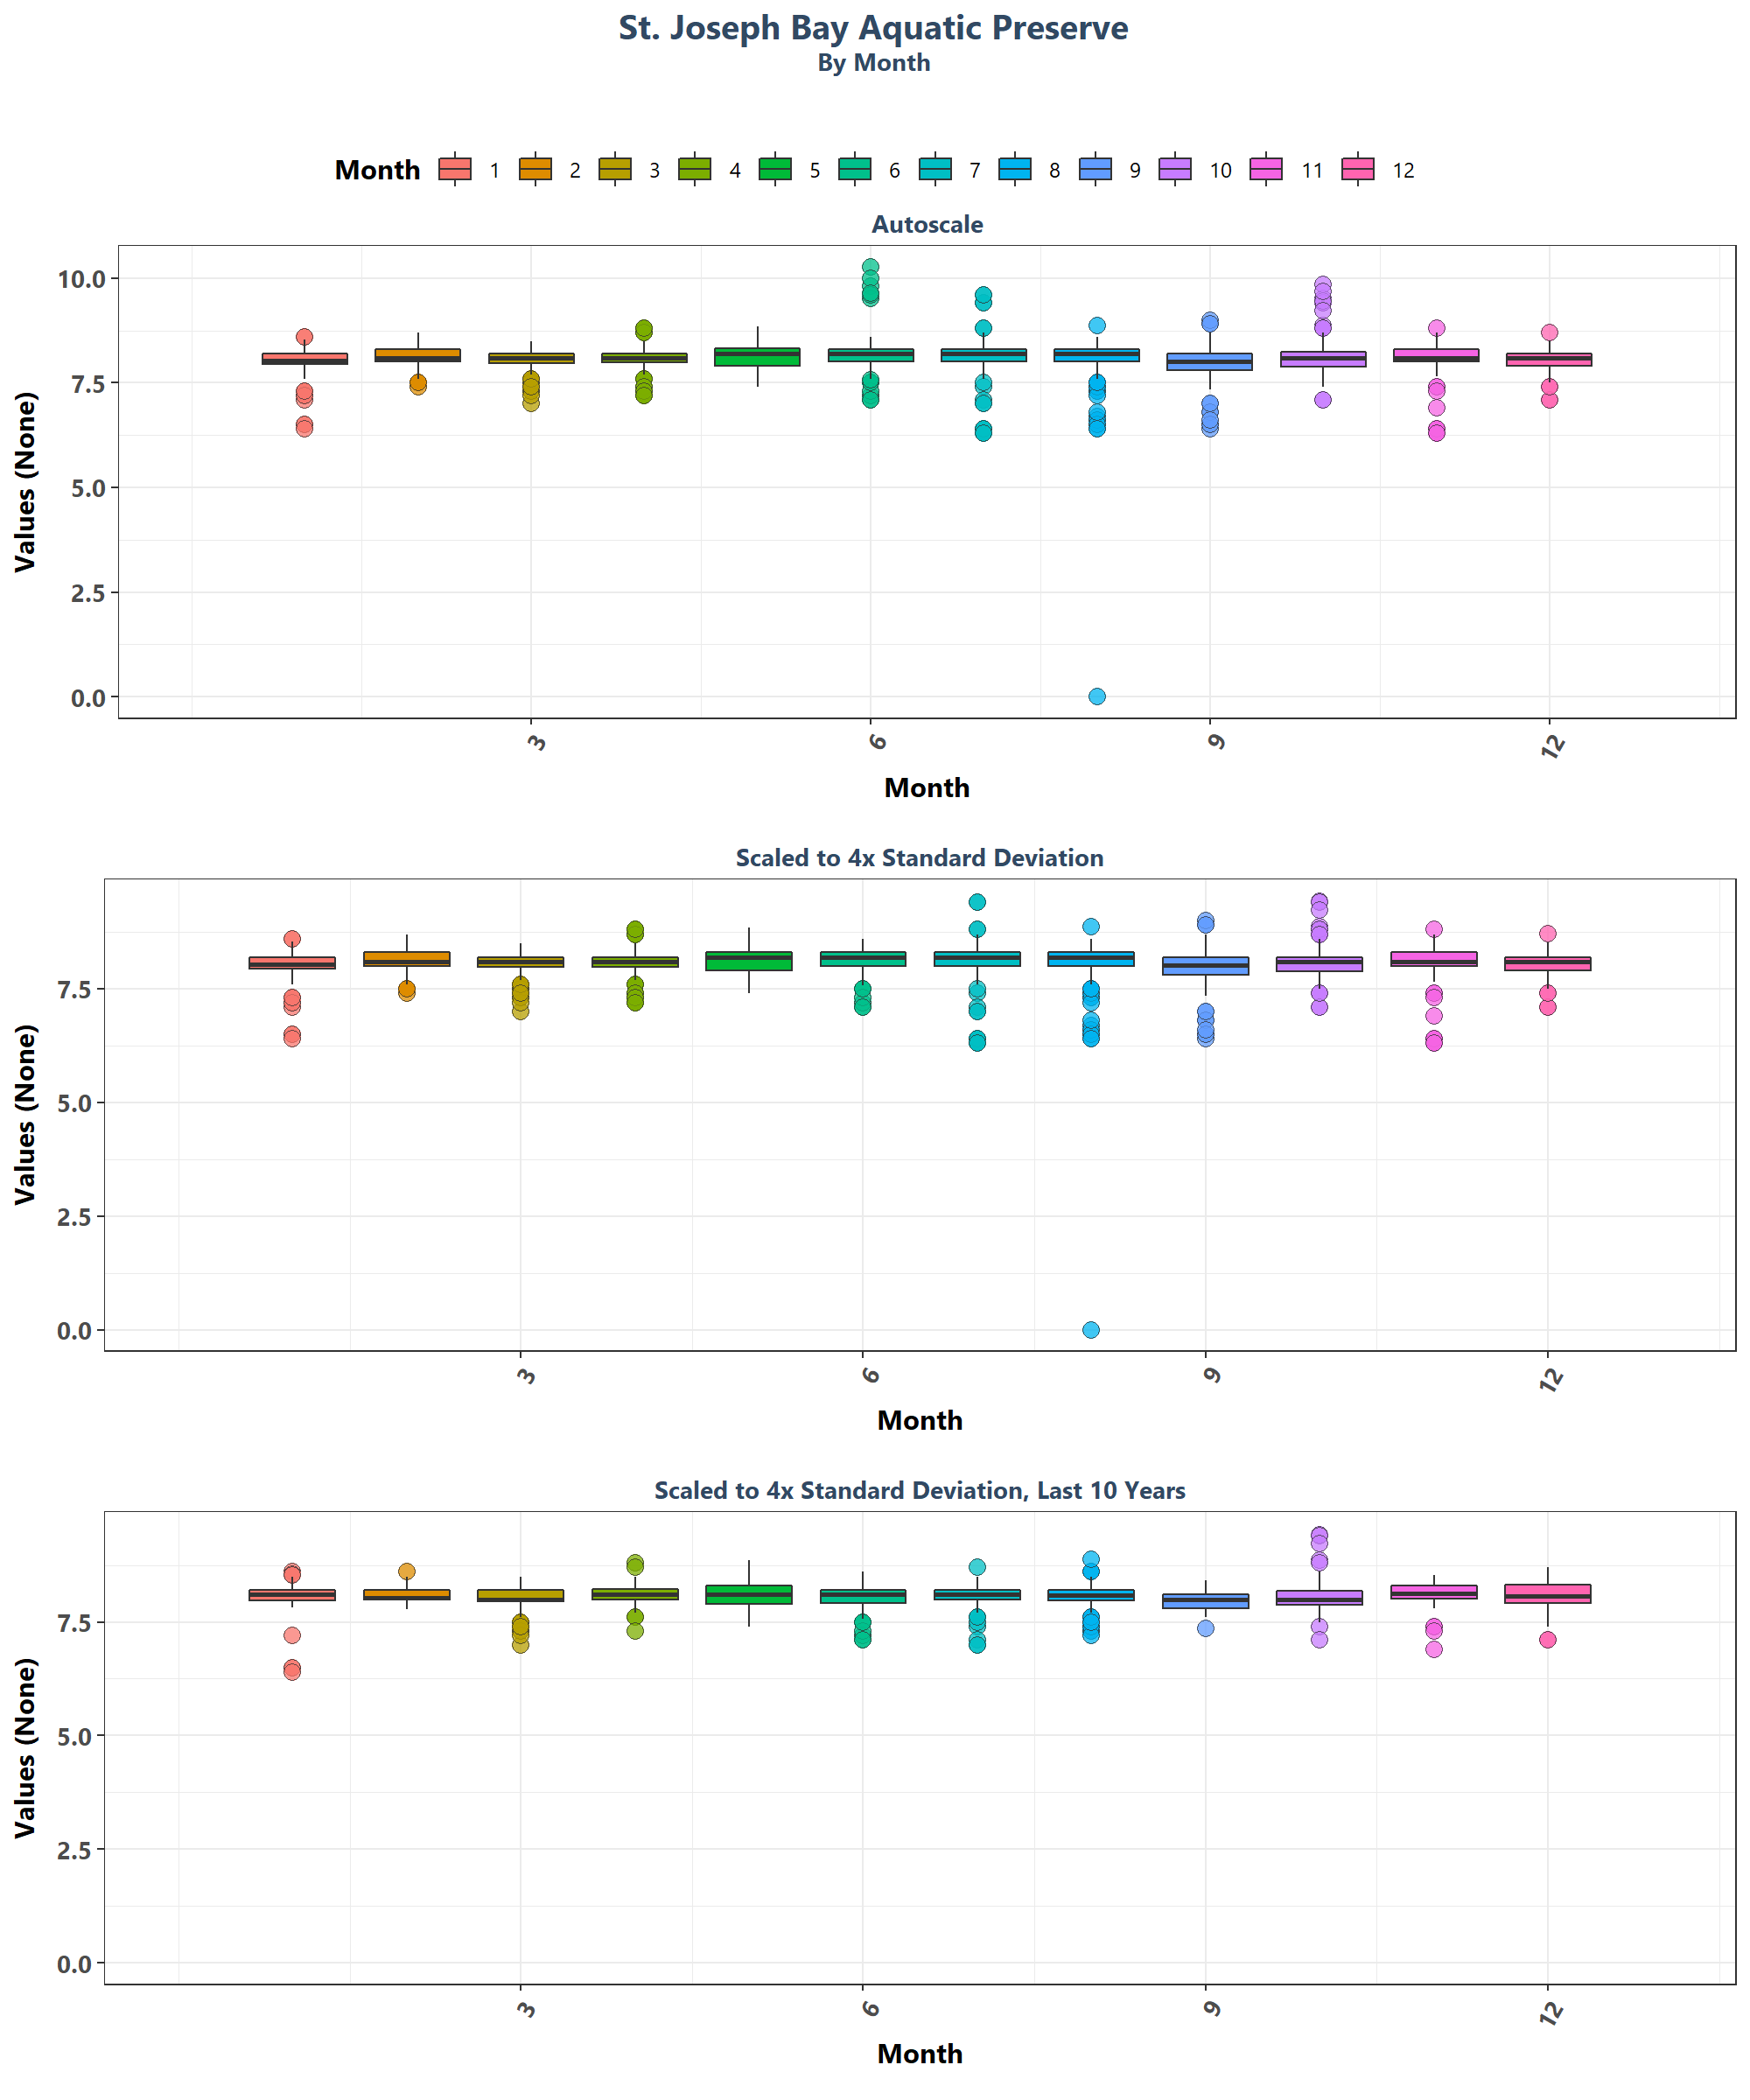 St. Joseph Bay Aquatic Preserve
By Month
Month 1 2 3 4 5 6 7 8 9 10 11 12
Autoscale
Values (None)
10.0
7.5
5.0
2.5
0.0
3 6 9 12
Month
Scaled to 4x Standard Deviation
Values (None)
7.5
5.0
2.5
0.0
3 6 9 12
Month
Scaled to 4x Standard Deviation, Last 10 Years
Values (None)
7.5
5.0
2.5
0.0
3 6 9 12
Month